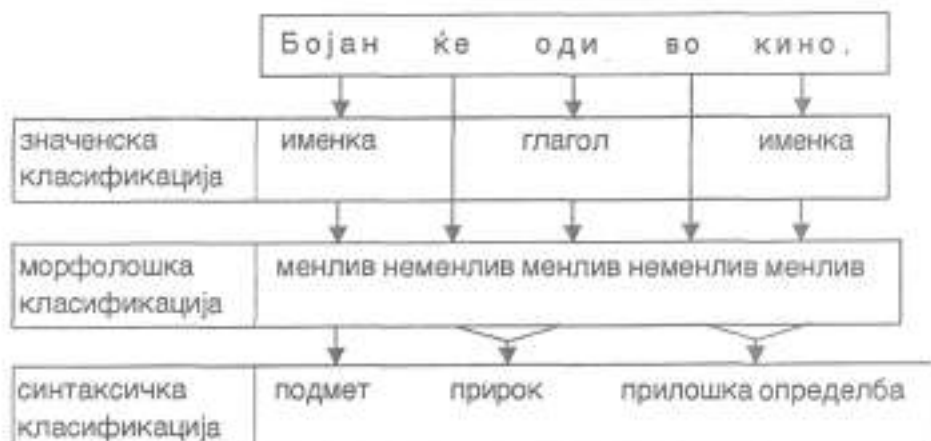 Бојан ќе оди во кино.
значенска именка глагол именка
класификација
морфолошка менлив неменлив менлив неменлив менлив
класификација
синтаксичка подмет прирок прилошка определба
класификација